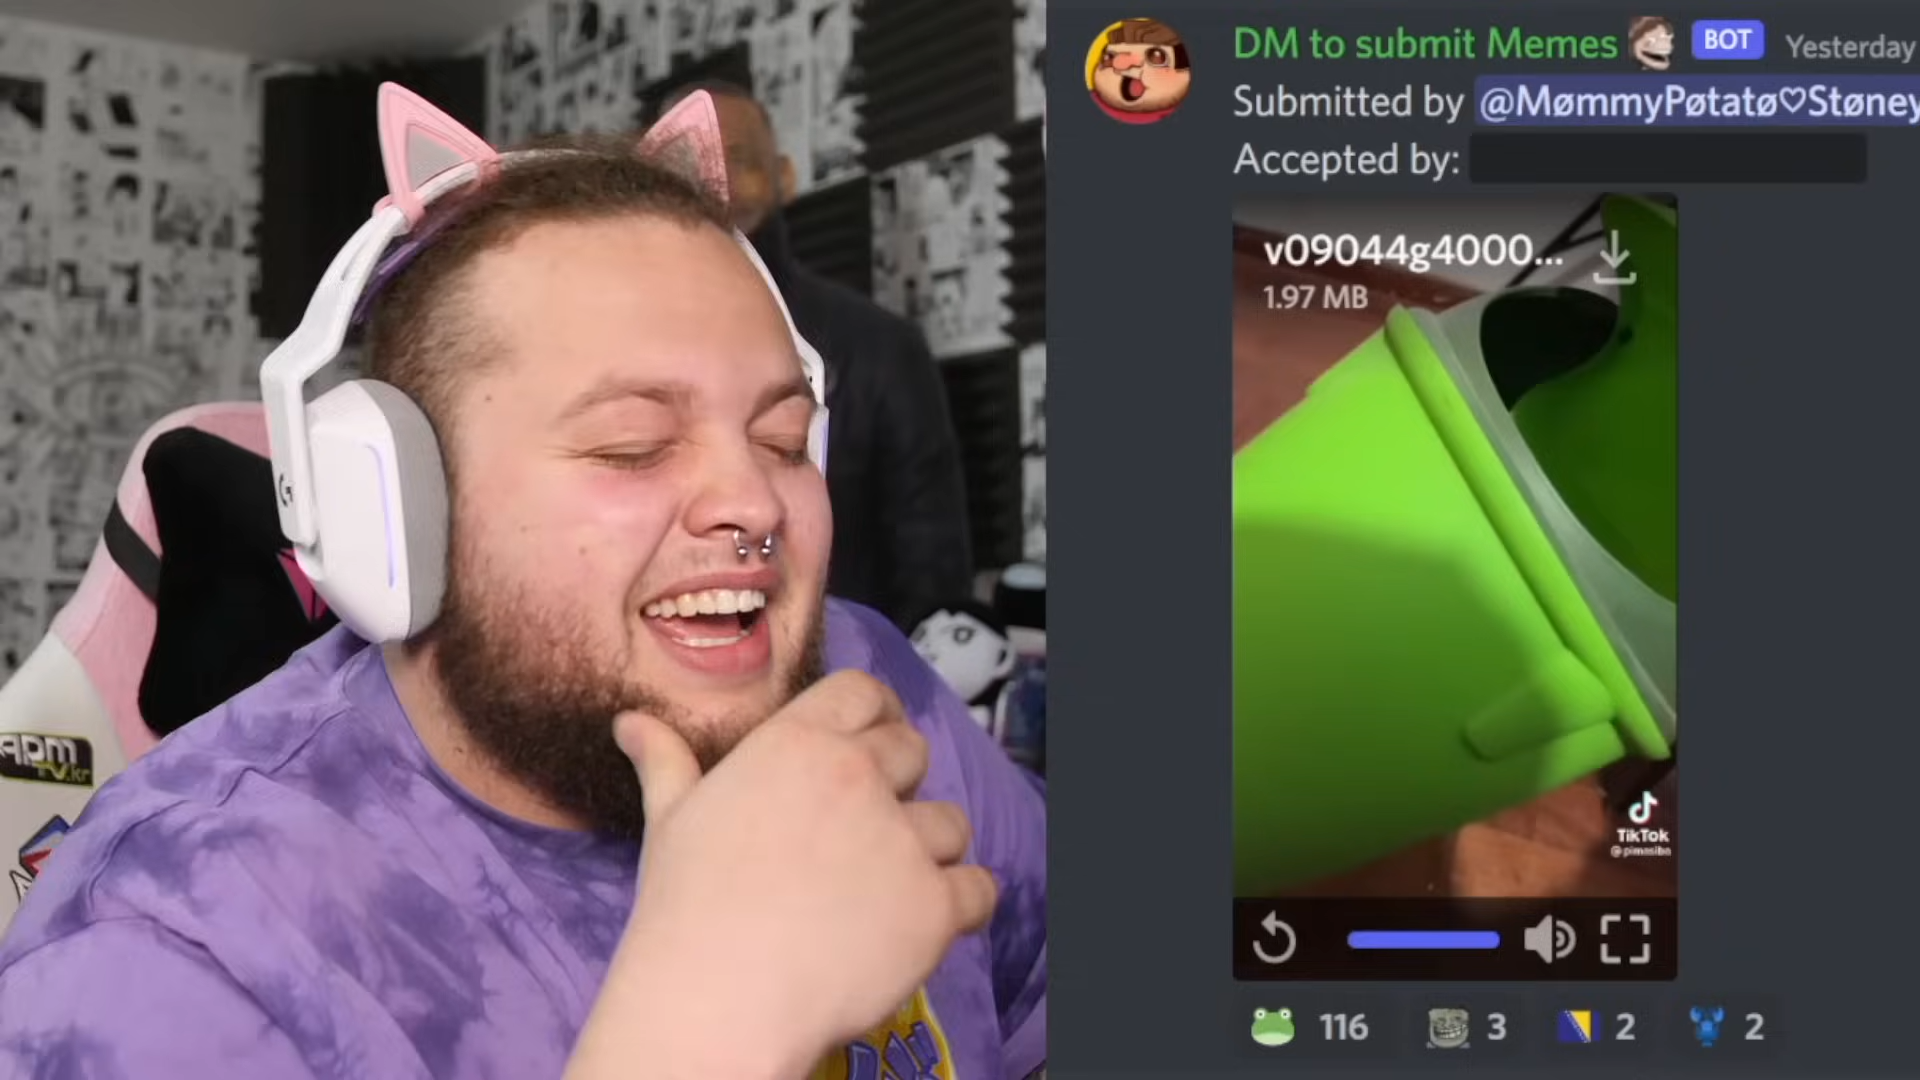 DM to submit Memes BOT Yesterday
Submitted by @MømmyPøtatø♡Støney
Accepted by:
v09044g4000...
1.97 MB
TikTok
116 3 2 2